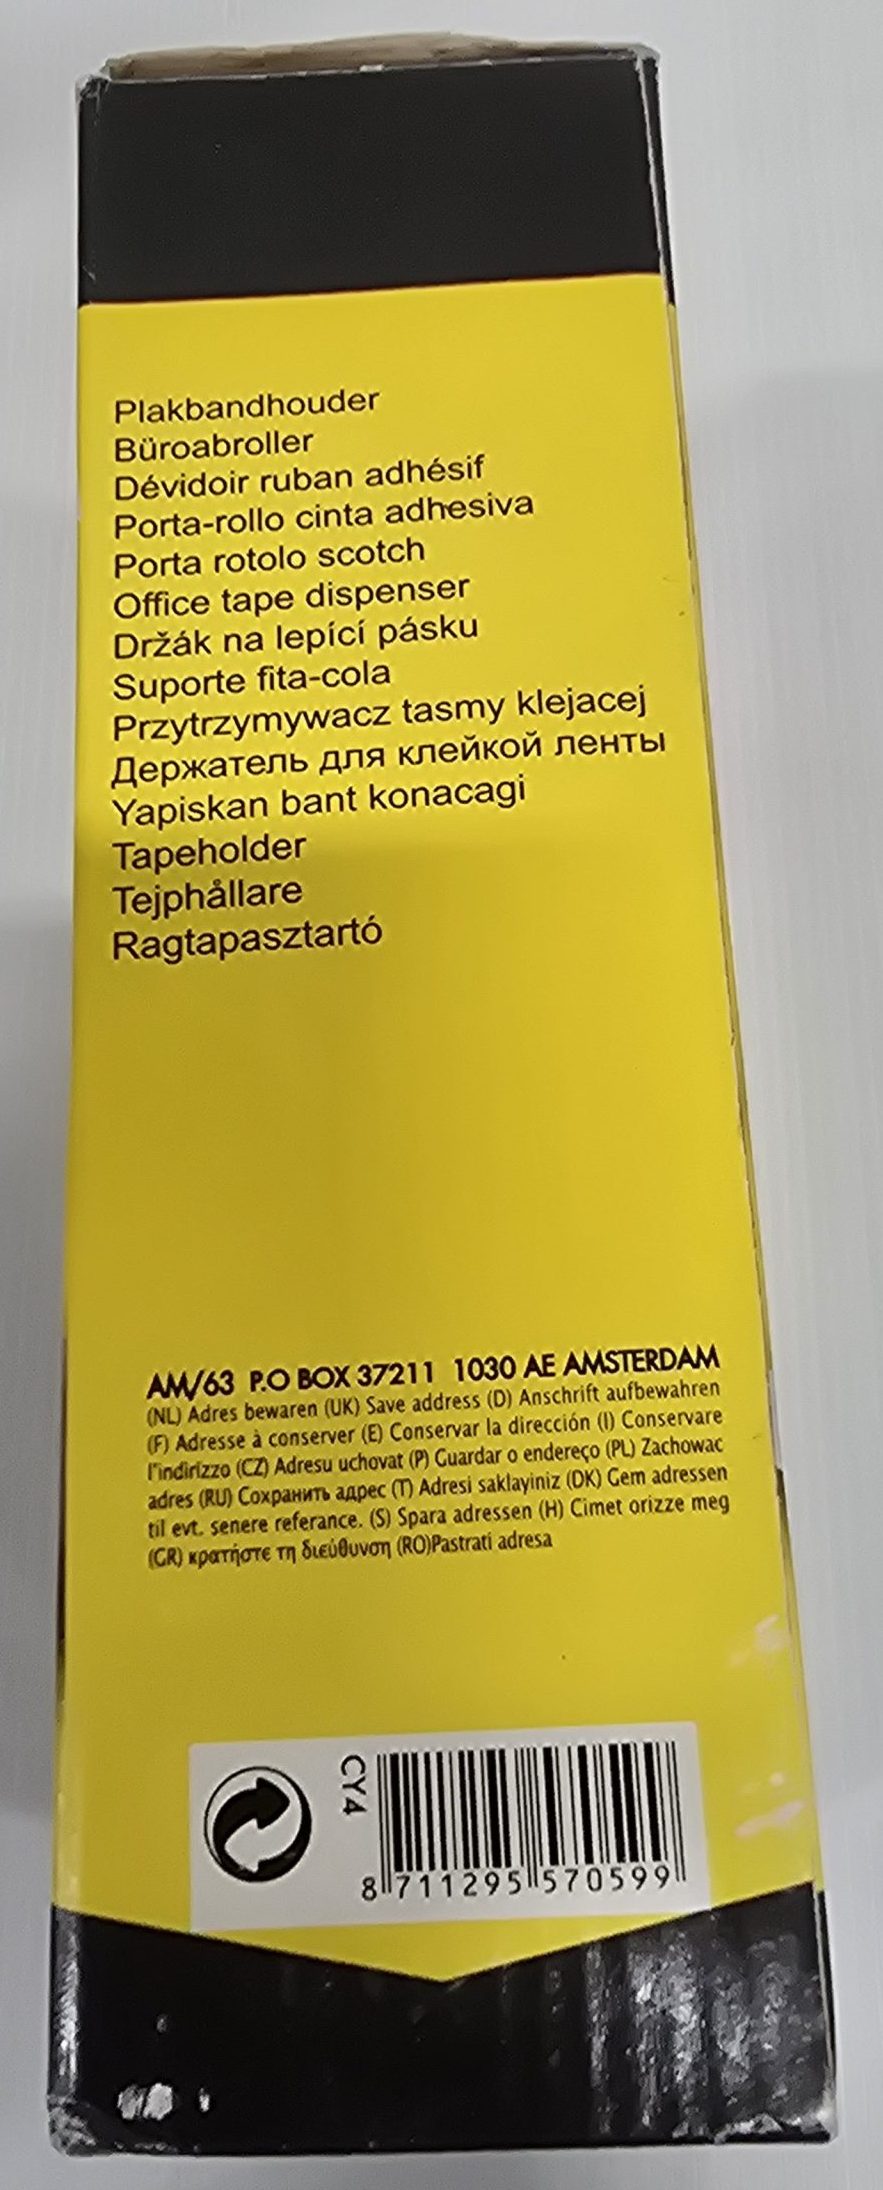 Plakbandhouder
Büroabroller
Dévidoir ruban adhésif
Porta-rollo cinta adhesiva
Porta rotolo scotch
Office tape dispenser
Držák na lepící pásku
Suporte fita-cola
Przytrzymywacz tasmy klejacej
Держатель для клейкой ленты
Yapiskan bant konacagi
Tapeholder
Tejphållare
Ragtapasztartó
AM/63 P.O BOX 37211 1030 AE AMSTERDAM
(NL) Adres bewaren (UK) Save address (D) Anschrift aufbewahren
(F) Adresse à conserver (E) Conservar la dirección (I) Conservare
l'indirizzo (CZ) Adresu uchovat (P) Guardar o endereço (PL) Zachowac
adres (RU) Сохранить адрес (T) Adresi saklayiniz (DK) Gem adressen
til evt. senere referance. (S) Spara adressen (H) Cimet orizze meg
(GR) κρατήστε τη διεύθυνση (RO)Pastrati adresa
CY4
8 711295 570599